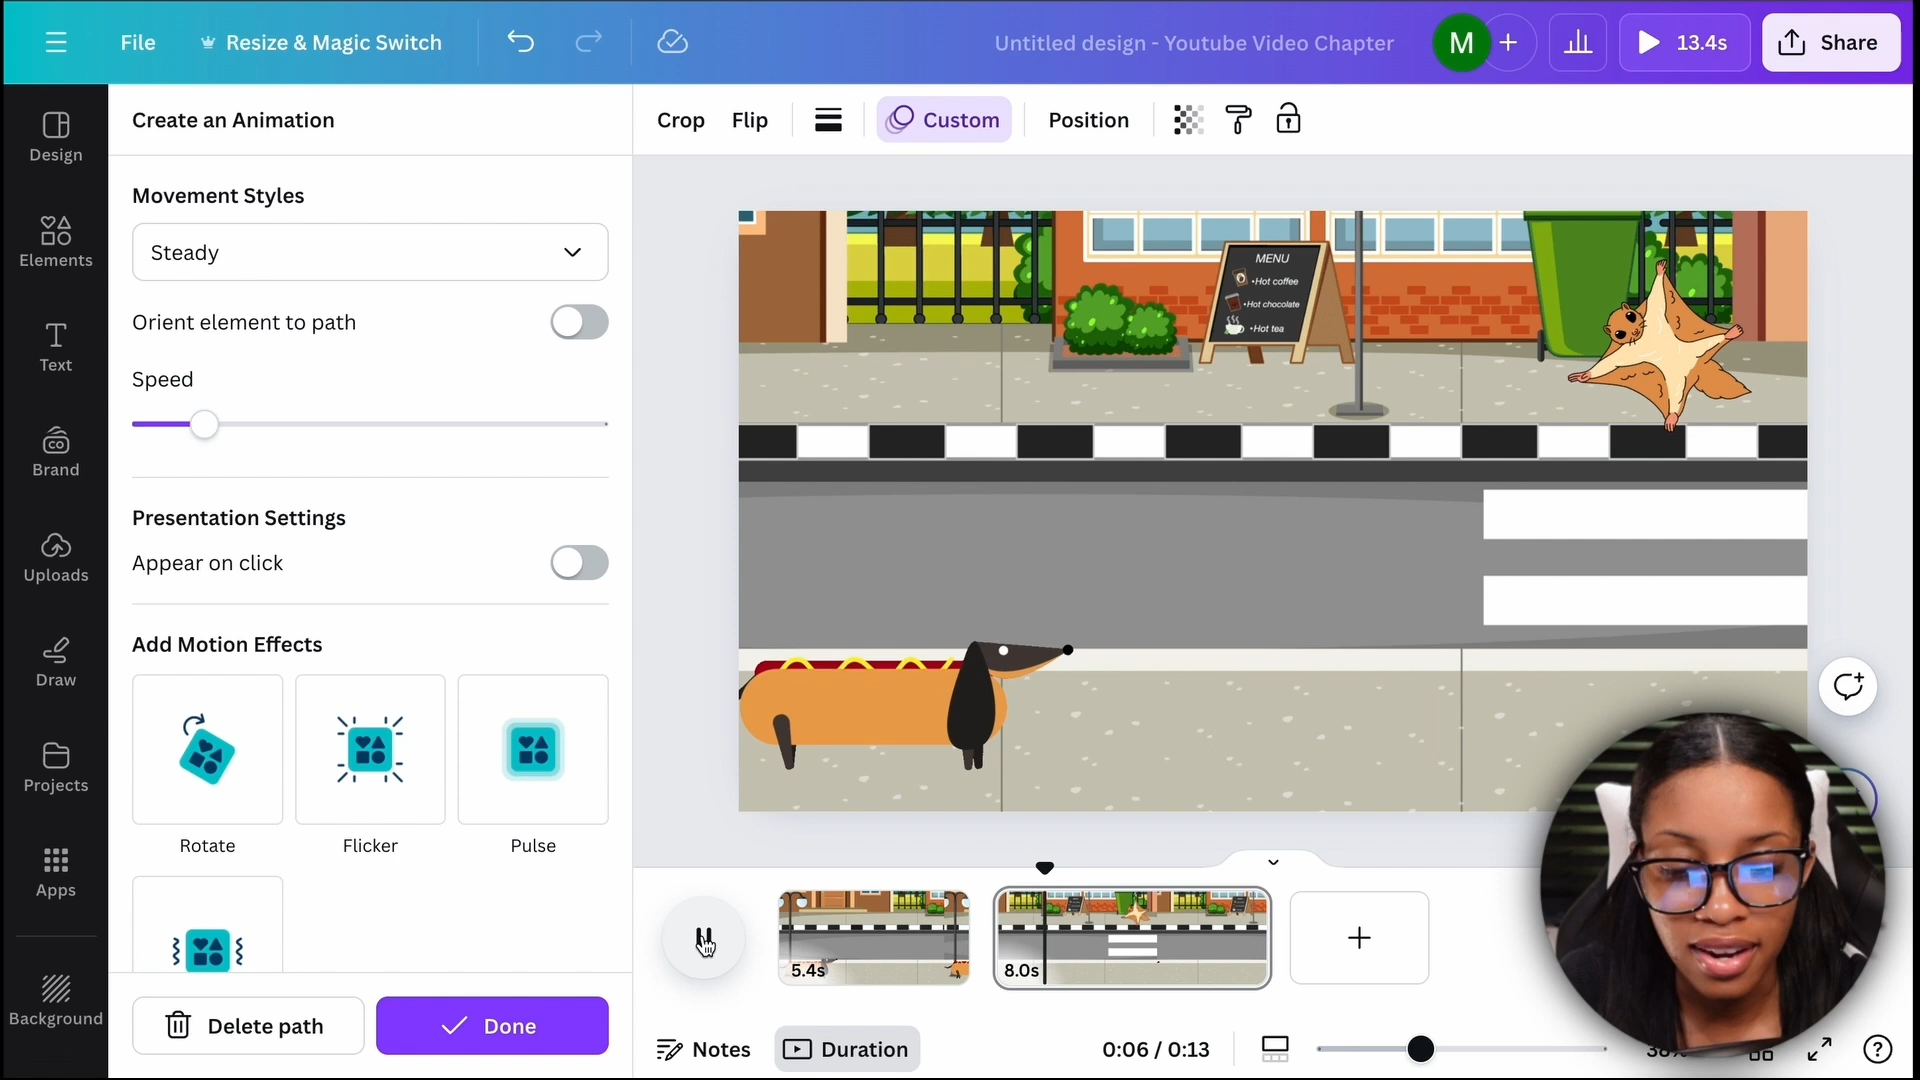 File
Resize & Magic Switch
Untitled design - Youtube Video Chapter
M
13.4s
Share
Design
Elements
Text
Brand
CO
Uploads
Draw
Projects
Apps
Background
Create an Animation
Movement Styles
Steady
Orient element to path
Speed
Presentation Settings
Appear on click
Add Motion Effects
Rotate
Flicker
Pulse
Delete path
Done
Crop
Flip
Custom
Position
MENU
•Hot coffee
•Hot chocolate
•Hot tea
5.4s
8.0s
Notes
Duration
0:06 / 0:13